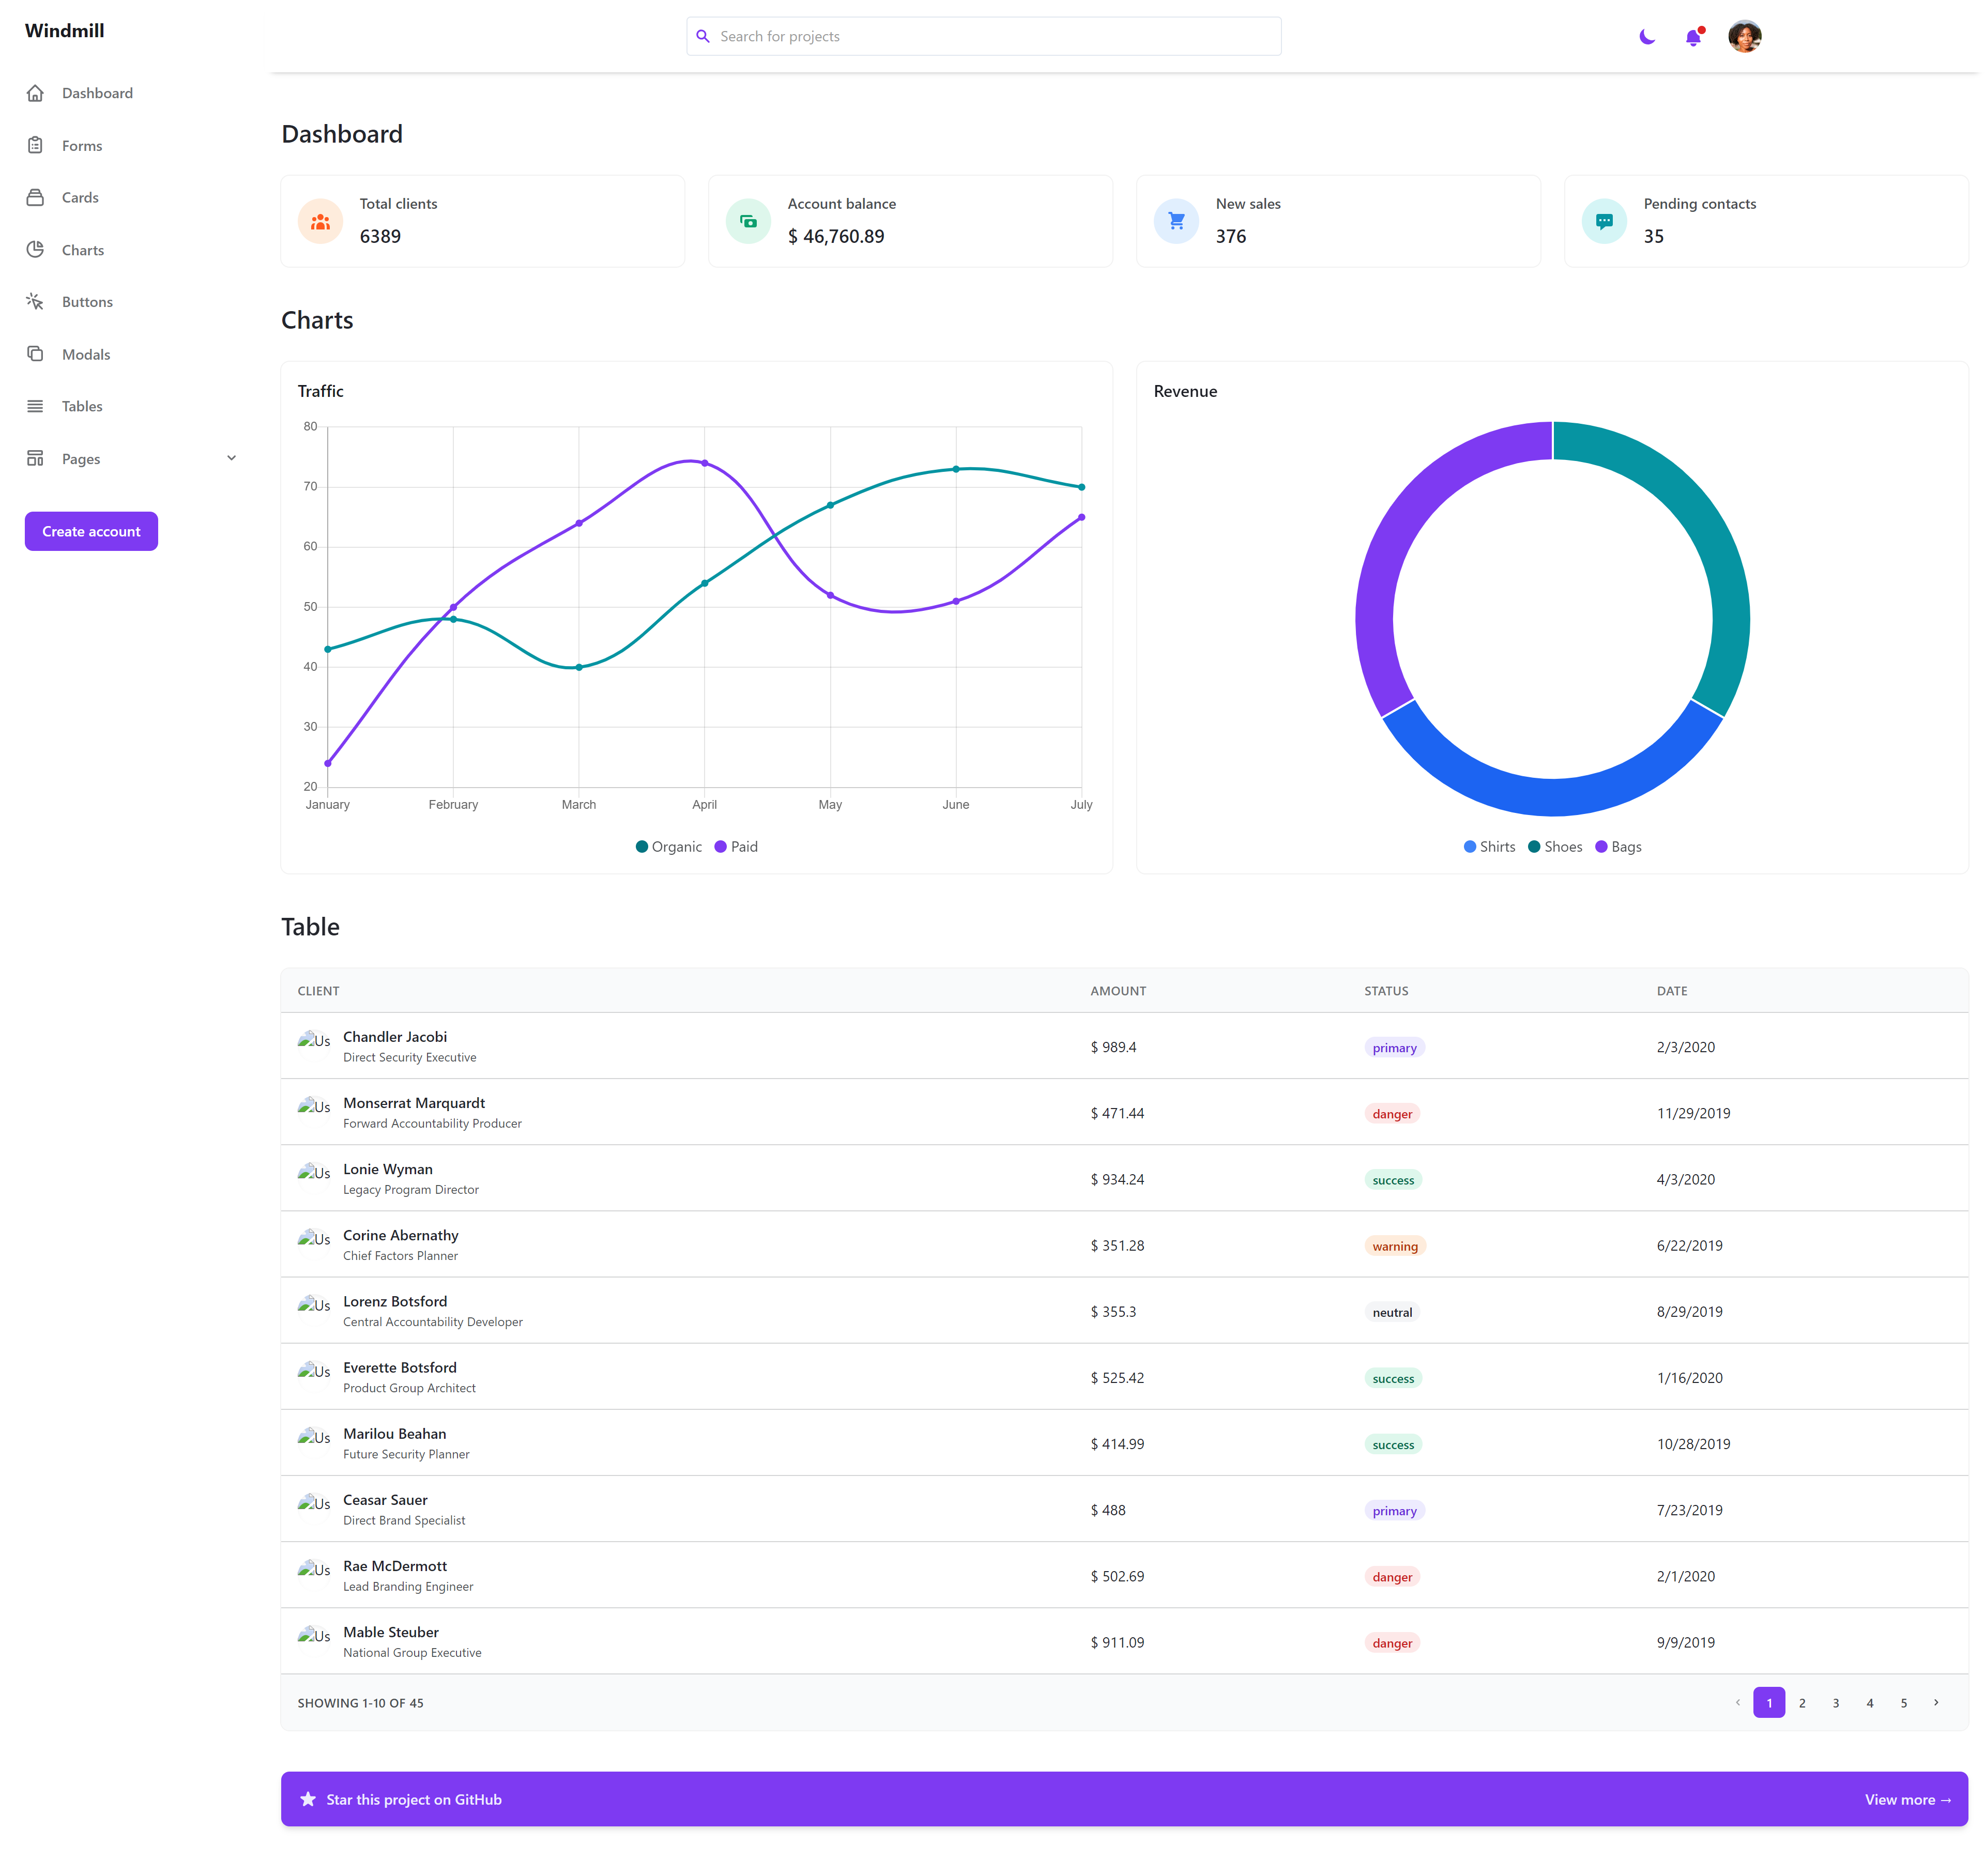 Windmill
Search for projects
Dashboard
Forms
Cards
Charts
Buttons
Modals
Tables
Pages
Create account
Dashboard
Total clients
6389
Account balance
$ 46,760.89
New sales
376
Pending contacts
35
Charts
Traffic
80
70
60
50
40
30
20
January February March April May June July
Organic Paid
Revenue
Shirts Shoes Bags
Table
CLIENT AMOUNT STATUS DATE
Us Chandler Jacobi
Direct Security Executive
$ 989.4 primary 2/3/2020
Us Monserrat Marquardt
Forward Accountability Producer
$ 471.44 danger 11/29/2019
Us Lonie Wyman
Legacy Program Director
$ 934.24 success 4/3/2020
Us Corine Abernathy
Chief Factors Planner
$ 351.28 warning 6/22/2019
Us Lorenz Botsford
Central Accountability Developer
$ 355.3 neutral 8/29/2019
Us Everette Botsford
Product Group Architect
$ 525.42 success 1/16/2020
Us Marilou Beahan
Future Security Planner
$ 414.99 success 10/28/2019
Us Ceasar Sauer
Direct Brand Specialist
$ 488 primary 7/23/2019
Us Rae McDermott
Lead Branding Engineer
$ 502.69 danger 2/1/2020
Us Mable Steuber
National Group Executive
$ 911.09 danger 9/9/2019
SHOWING 1-10 OF 45
1 2 3 4 5
Star this project on GitHub
View more →